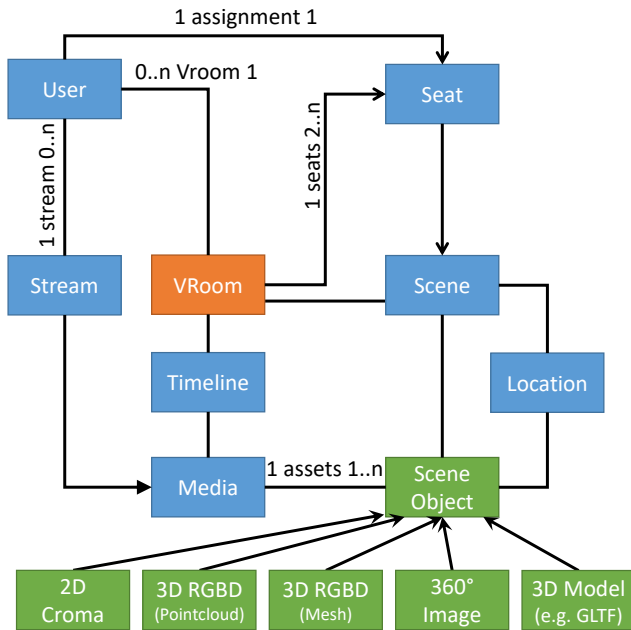 1 assignment 1
User
0..n Vroom 1
Seat
1 seats 2..n
1 stream 0..n
Stream
VRoom
Scene
Timeline
Location
Media
1 assets 1..n
Scene
Object
2D
Croma
3D RGBD
(Pointcloud)
3D RGBD
(Mesh)
360°
Image
3D Model
(e.g. GLTF)